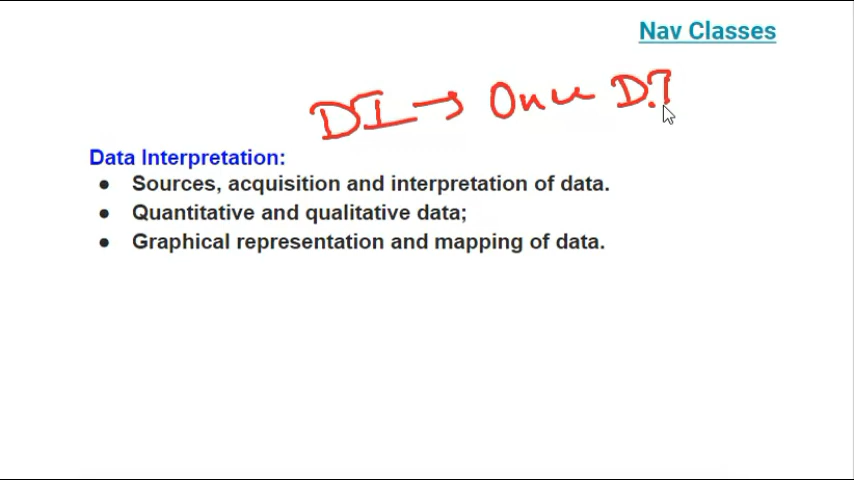 Nav Classes
DI → Once D.I
Data Interpretation:
● Sources, acquisition and interpretation of data.
● Quantitative and qualitative data;
● Graphical representation and mapping of data.